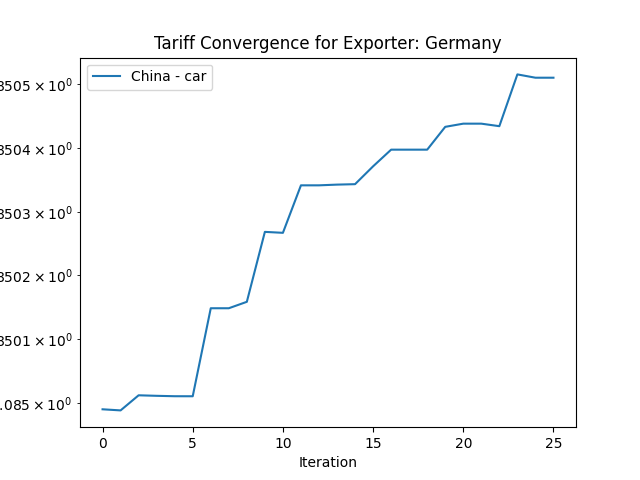 Tariff Convergence for Exporter: Germany
China - car
8505 × 10⁰
8504 × 10⁰
8503 × 10⁰
8502 × 10⁰
8501 × 10⁰
.085 × 10⁰
0 5 10 15 20 25
Iteration